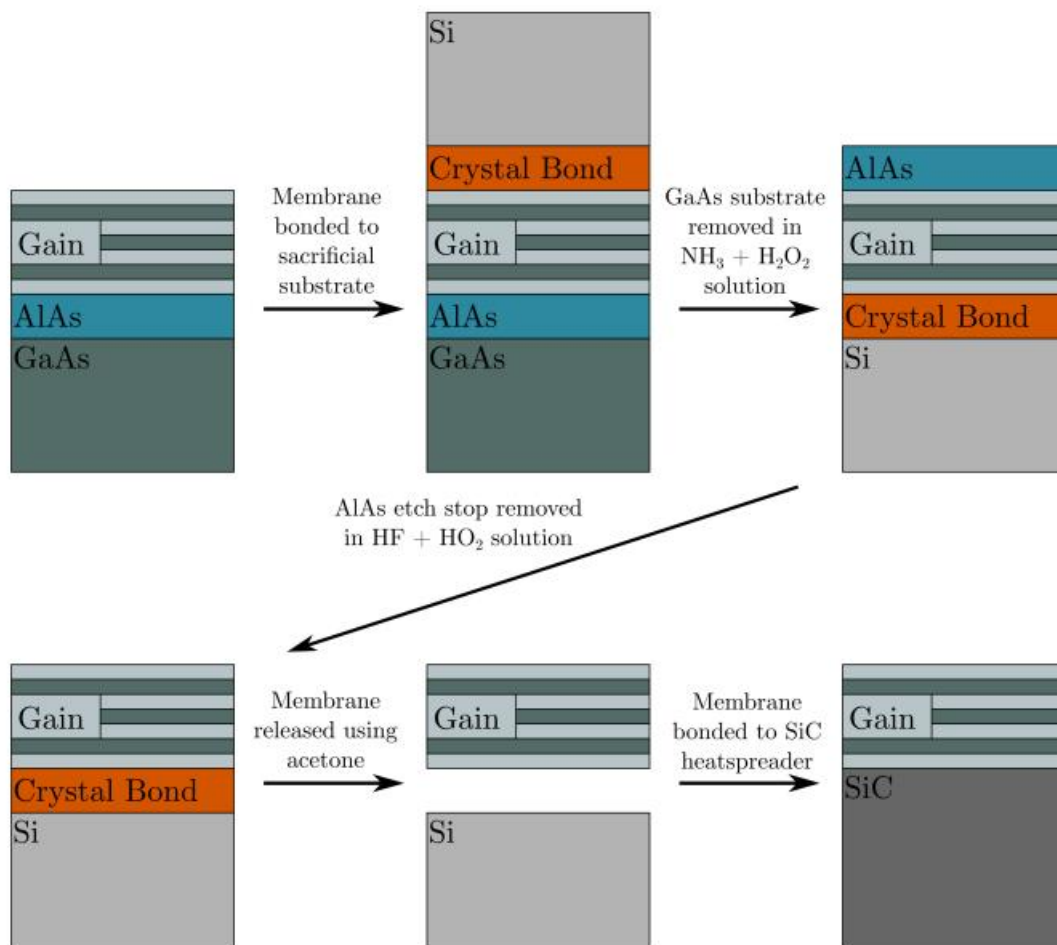 Si
Crystal Bond
Gain
AlAs
GaAs
Membrane
bonded to
sacrificial
substrate
Gain
AlAs
GaAs
GaAs substrate
removed in
NH₃ + H₂O₂
solution
AlAs
Gain
Crystal Bond
Si
AlAs etch stop removed
in HF + HO₂ solution
Gain
Crystal Bond
Si
Membrane
released using
acetone
Gain
Si
Membrane
bonded to SiC
heatspreader
Gain
SiC